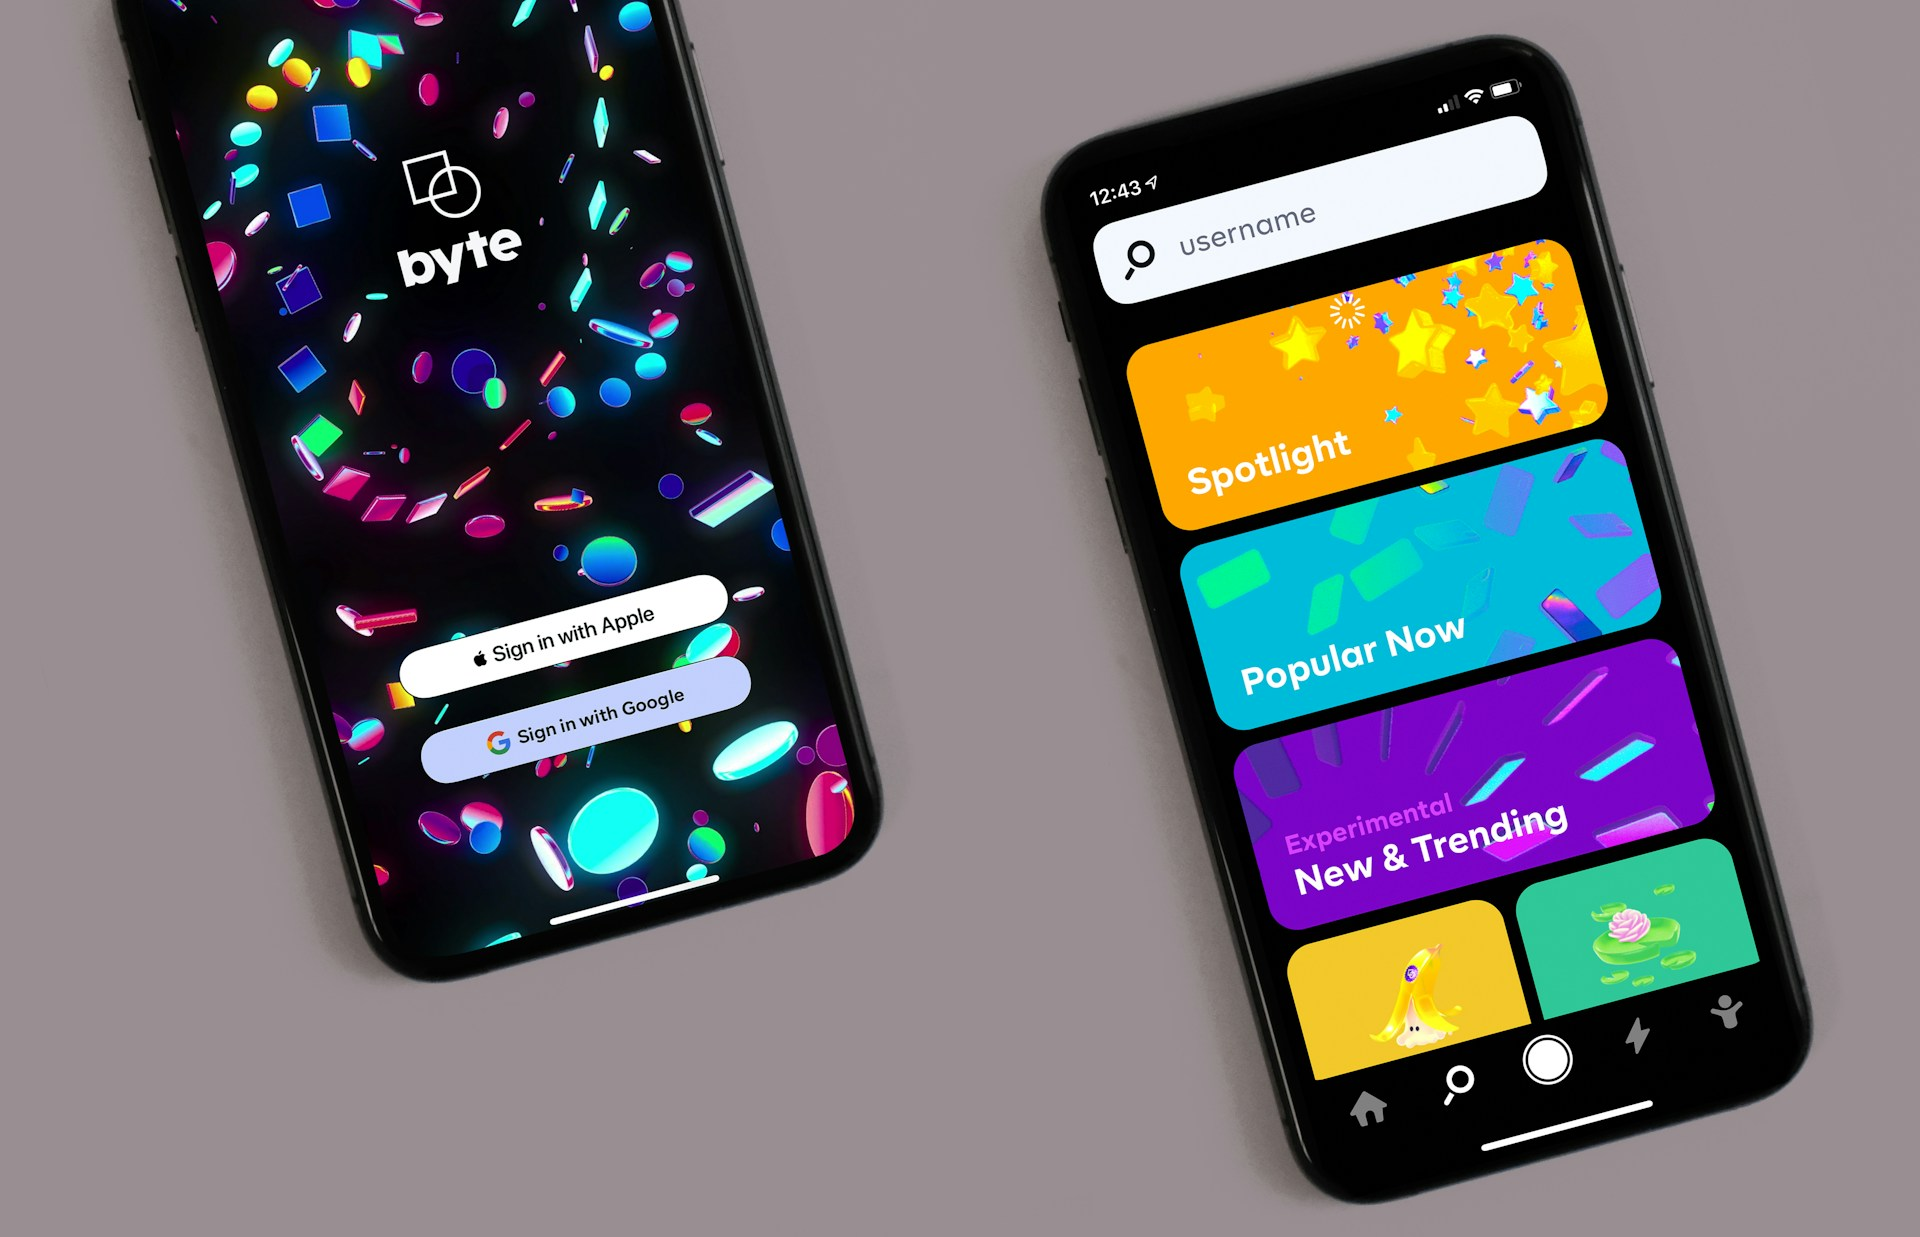 byte
Sign in with Apple
Sign in with Google
12:43
username
Spotlight
Popular Now
Experimental
New & Trending